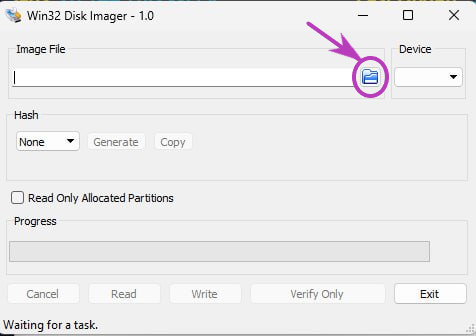 Win32 Disk Imager - 1.0
Image File
Device
Hash
None
Generate
Copy
Read Only Allocated Partitions
Progress
Cancel
Read
Write
Verify Only
Exit
Waiting for a task.